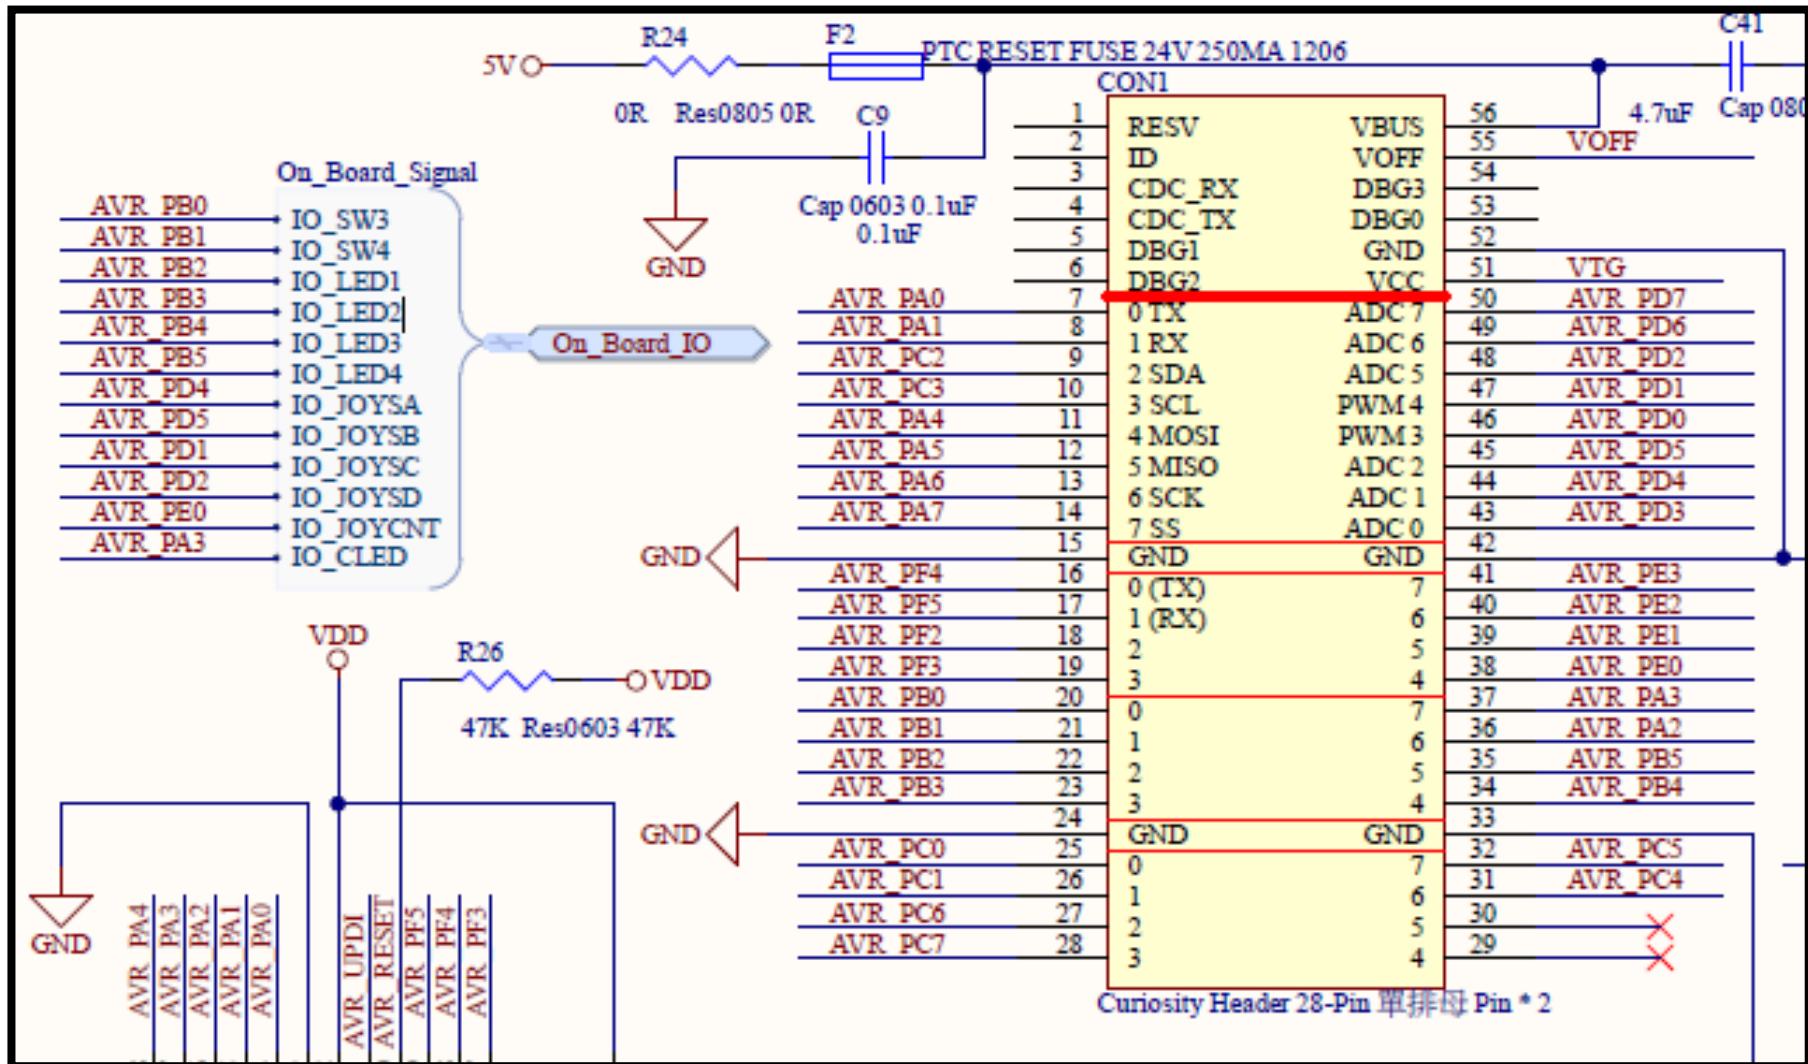 C41
R24
F2
PTC RESET FUSE 24V 250MA 1206
5V
CON1
0R Res0805 0R
C9
4.7uF Cap 080
Cap 0603 0.1uF
0.1uF
GND
On_Board_Signal
AVR_PB0 IO_SW3
AVR_PB1 IO_SW4
AVR_PB2 IO_LED1
AVR_PB3 IO_LED2
AVR_PB4 IO_LED3
AVR_PB5 IO_LED4
AVR_PD4 IO_JOYSA
AVR_PD5 IO_JOYSB
AVR_PD1 IO_JOYSC
AVR_PD2 IO_JOYSD
AVR_PE0 IO_JOYCNT
AVR_PA3 IO_CLED
On_Board_IO
1 RESV VBUS 56
2 ID VOFF 55 VOFF
3 CDC_RX DBG3 54
4 CDC_TX DBG0 53
5 DBG1 GND 52
6 DBG2 VCC 51 VTG
AVR_PA0 7 0 TX ADC 7 50 AVR_PD7
AVR_PA1 8 1 RX ADC 6 49 AVR_PD6
AVR_PC2 9 2 SDA ADC 5 48 AVR_PD2
AVR_PC3 10 3 SCL PWM 4 47 AVR_PD1
AVR_PA4 11 4 MOSI PWM 3 46 AVR_PD0
AVR_PA5 12 5 MISO ADC 2 45 AVR_PD5
AVR_PA6 13 6 SCK ADC 1 44 AVR_PD4
AVR_PA7 14 7 SS ADC 0 43 AVR_PD3
GND 15 GND GND 42
AVR_PF4 16 0 (TX) 7 41 AVR_PE3
AVR_PF5 17 1 (RX) 6 40 AVR_PE2
AVR_PF2 18 2 5 39 AVR_PE1
AVR_PF3 19 3 4 38 AVR_PE0
AVR_PB0 20 0 7 37 AVR_PA3
AVR_PB1 21 1 6 36 AVR_PA2
AVR_PB2 22 2 5 35 AVR_PB5
AVR_PB3 23 3 4 34 AVR_PB4
GND 24 GND GND 33
AVR_PC0 25 0 7 32 AVR_PC5
AVR_PC1 26 1 6 31 AVR_PC4
AVR_PC6 27 2 5 30
AVR_PC7 28 3 4 29
Curiosity Header 28-Pin 單排母 Pin * 2
VDD
R26
VDD
47K Res0603 47K
GND
AVR_PA4
AVR_PA3
AVR_PA2
AVR_PA1
AVR_PA0
AVR_UPDI
AVR_RESET
AVR_PF5
AVR_PF4
AVR_PF3